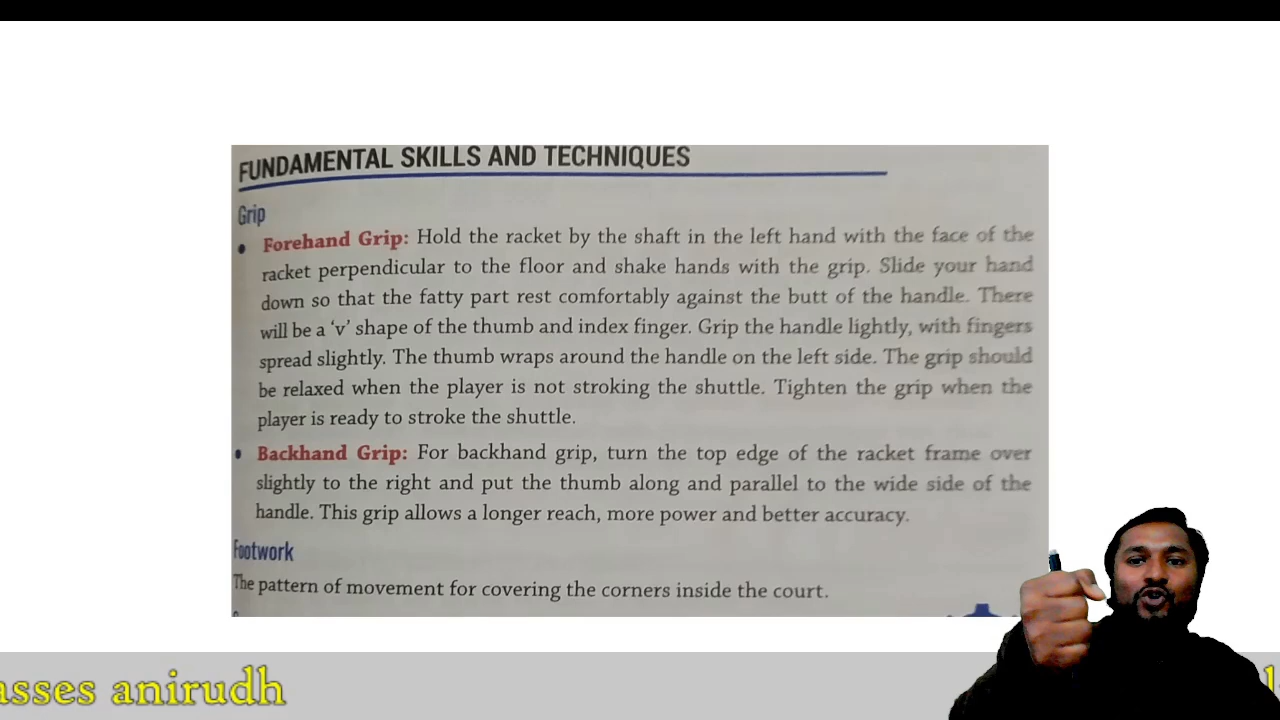 FUNDAMENTAL SKILLS AND TECHNIQUES
Grip
• Forehand Grip: Hold the racket by the shaft in the left hand with the face of the
racket perpendicular to the floor and shake hands with the grip. Slide your hand
down so that the fatty part rest comfortably against the butt of the handle. There
will be a ‘v’ shape of the thumb and index finger. Grip the handle lightly, with fingers
spread slightly. The thumb wraps around the handle on the left side. The grip should
be relaxed when the player is not stroking the shuttle. Tighten the grip when the
player is ready to stroke the shuttle.
• Backhand Grip: For backhand grip, turn the top edge of the racket frame over
slightly to the right and put the thumb along and parallel to the wide side of the
handle. This grip allows a longer reach, more power and better accuracy.
Footwork
The pattern of movement for covering the corners inside the court.
asses anirudh